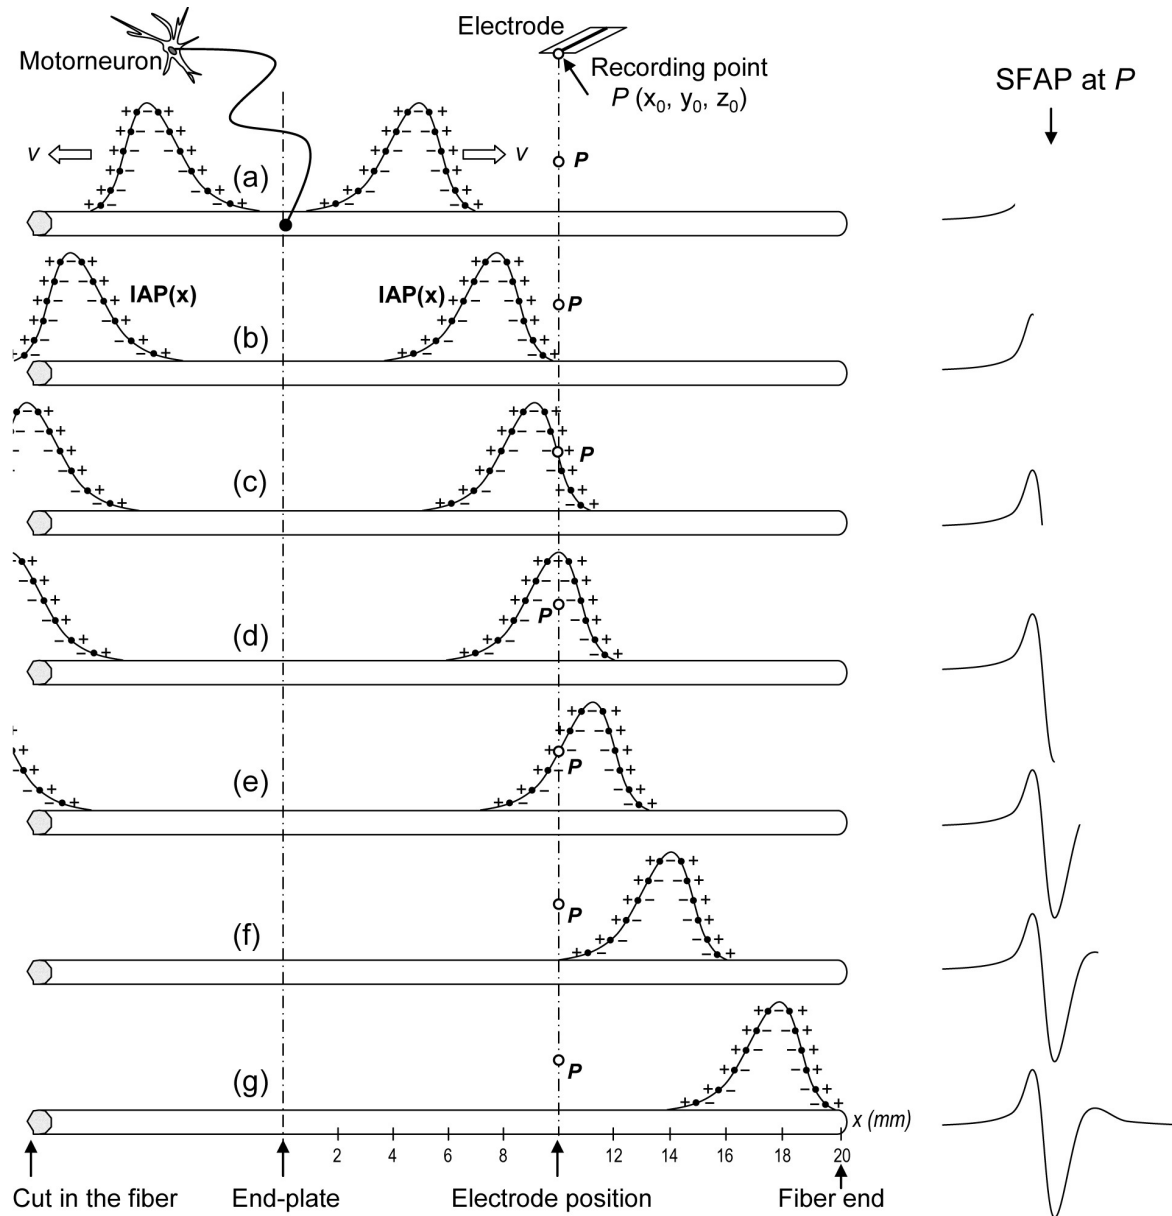 Electrode
Motorneuron
Recording point
P (x₀, y₀, z₀)
SFAP at P
v
v
P
(a)
IAP(x)
IAP(x)
P
(b)
P
(c)
P
(d)
P
(e)
P
(f)
P
(g)
x (mm)
2 4 6 8 12 14 16 18 20
Cut in the fiber End-plate Electrode position Fiber end